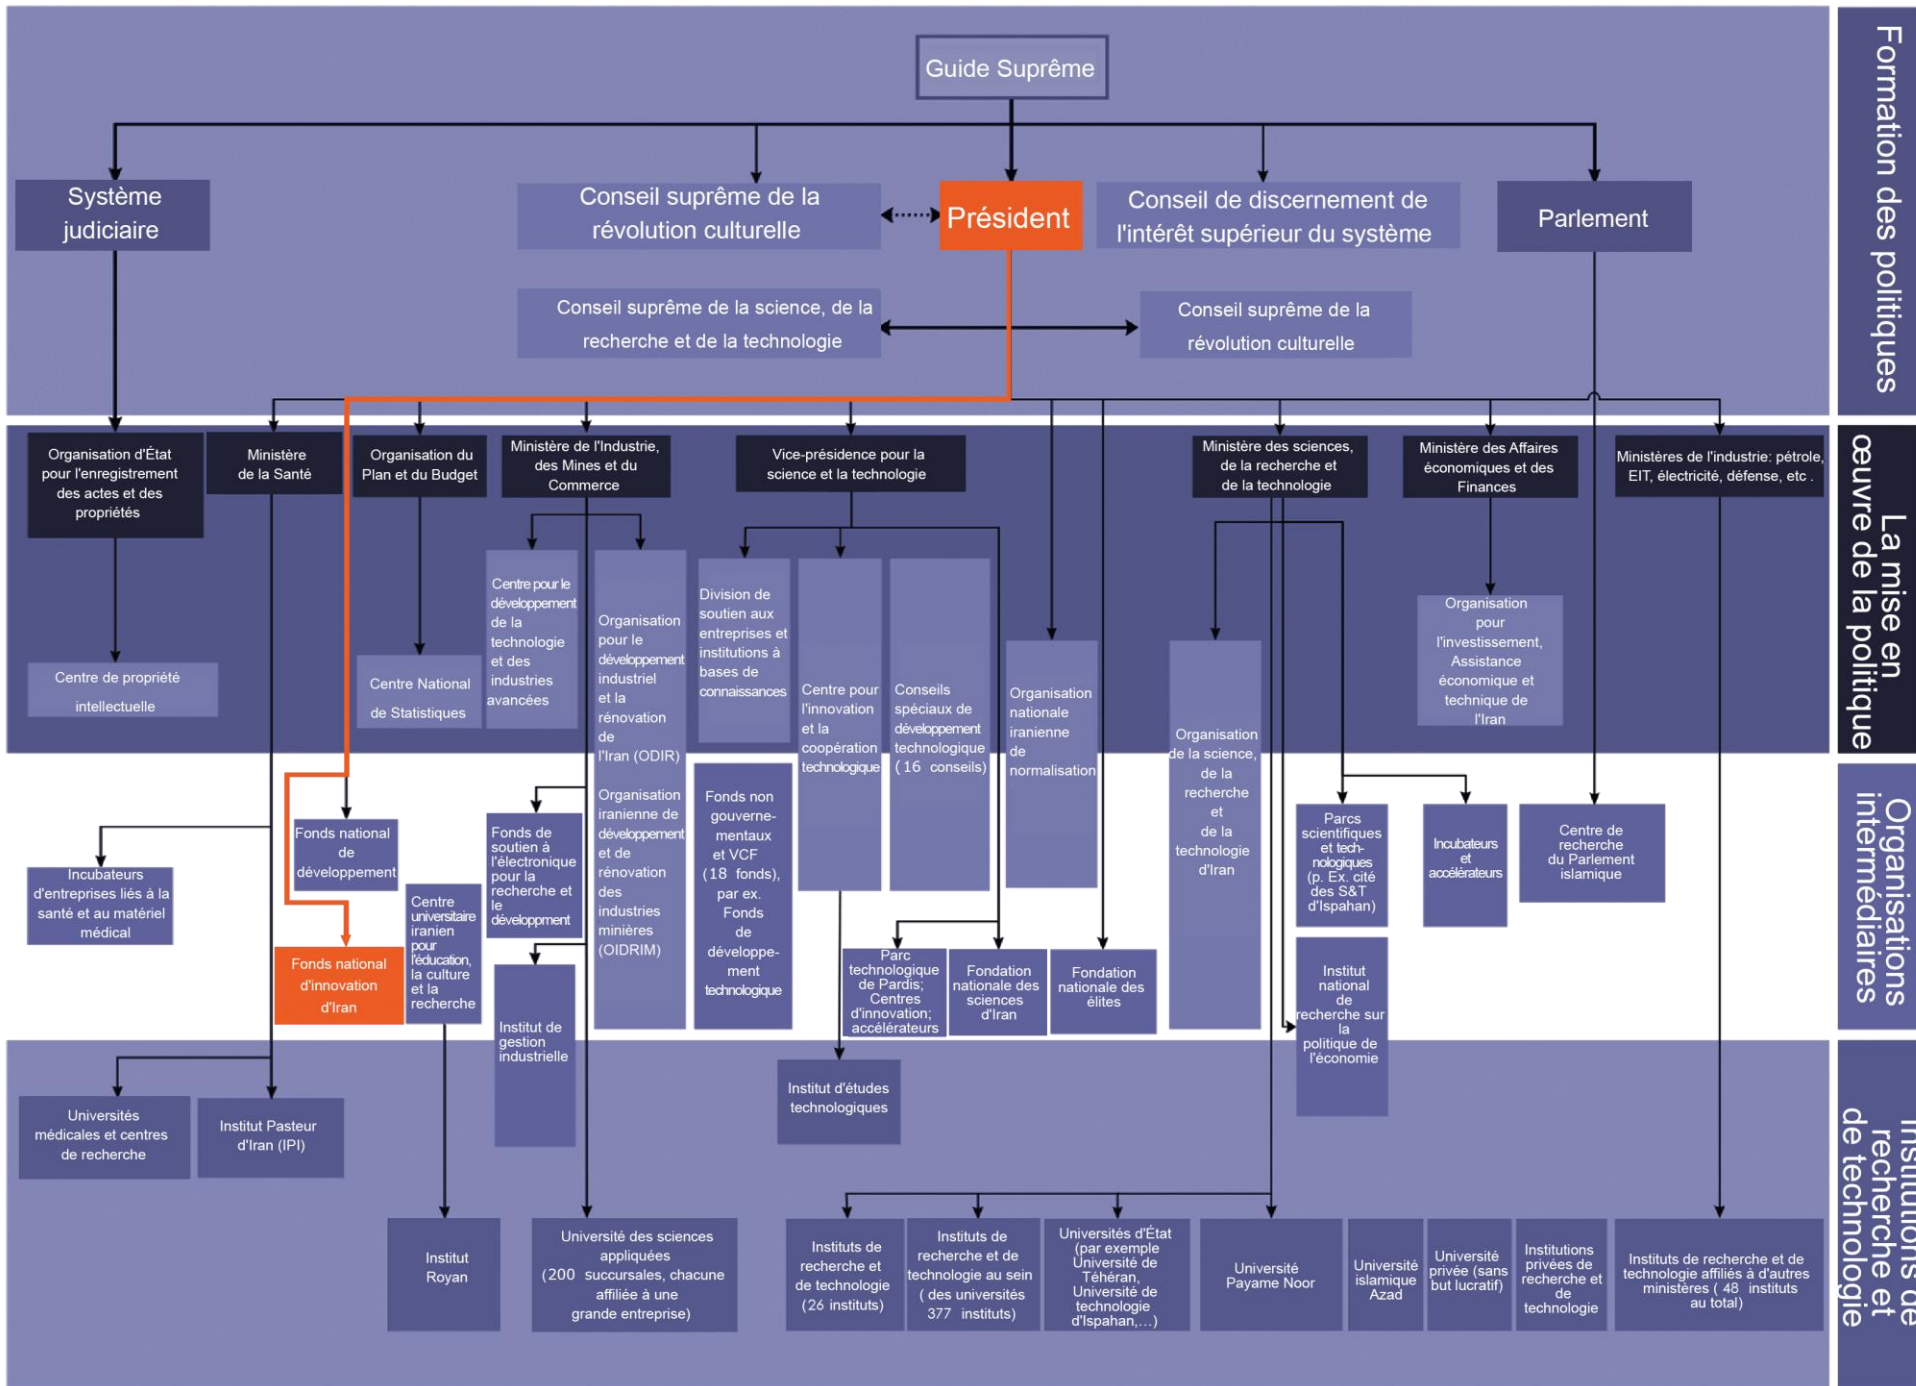 Guide Suprême
Formation des politiques
Système
judiciaire
Conseil suprême de la
révolution culturelle
Président
Conseil de discernement de
l'intérêt supérieur du système
Parlement
Conseil suprême de la science, de la
recherche et de la technologie
Conseil suprême de la
révolution culturelle
La mise en
œuvre de la politique
Organisation d'État
pour l'enregistrement
des actes et des
propriétés
Ministère
de la Santé
Organisation du
Plan et du Budget
Ministère de l'Industrie,
des Mines et du
Commerce
Vice-présidence pour la
science et la technologie
Ministère des sciences,
de la recherche et
de la technologie
Ministère des Affaires
économiques et des
Finances
Ministères de l'industrie: pétrole,
EIT, électricité, défense, etc .
Centre de propriété
intellectuelle
Centre National
de Statistiques
Centre pour le
développement
de la
technologie
et des
industries
avancées
Organisation
pour le
développement
industriel
et la
rénovation
de
l'Iran (ODIR)
Organisation
iranienne de
développement
et de
rénovation
des
industries
minières
(OIDRIM)
Division de
soutien aux
entreprises et
institutions à
bases de
connaissances
Centre pour
l'innovation
et la
coopération
technologique
Conseils
spéciaux de
développement
technologique
(16 conseils)
Organisation
nationale
iranienne
de
normalisation
Organisation
de la science,
de la
recherche
et
de la
technologie
d'Iran
Organisation
pour
l'investissement,
Assistance
économique et
technique de
l'Iran
Organisations
intermédiaires
Incubateurs
d'entreprises liés à la
santé et au matériel
médical
Fonds national
de
développement
Fonds national
d'innovation
d'Iran
Centre
universitaire
iranien
pour
l'éducation,
la culture
et la
recherche
Fonds de
soutien à
l'électronique
pour la
recherche et
le
développment
Institut de
gestion
industrielle
Fonds non
gouverne-
mentaux
et VCF
(18 fonds),
par ex.
Fonds
de
développe-
ment
technologique
Parc
technologique
de Pardis;
Centres
d'innovation;
accélérateurs
Fondation
nationale des
sciences
d'Iran
Fondation
nationale des
élites
Parcs
scientifiques
et tech-
nologiques
(p. Ex. cité
des S&T
d'Ispahan)
Incubateurs
et
accélérateurs
Centre de
recherche
du Parlement
islamique
Institut
national
de
recherche sur
la
politique de
l'économie
Institutions de
recherche et
de technologie
Universités
médicales et centres
de recherche
Institut Pasteur
d'Iran (IPI)
Institut d'études
technologiques
Institut
Royan
Université des sciences
appliquées
(200 succursales, chacune
affiliée à une
grande entreprise)
Instituts de
recherche et
de technologie
(26 instituts)
Instituts de
recherche et de
technologie au sein
( des universités
377 instituts)
Universités d'État
(par exemple
Université de
Téhéran,
Université de
technologie
d'Ispahan,…)
Université
Payame Noor
Université
islamique
Azad
Université
privée (sans
but lucratif)
Institutions
privées de
recherche et
de
technologie
Instituts de recherche et de
technologie affiliés à d'autres
ministères ( 48 instituts
au total)